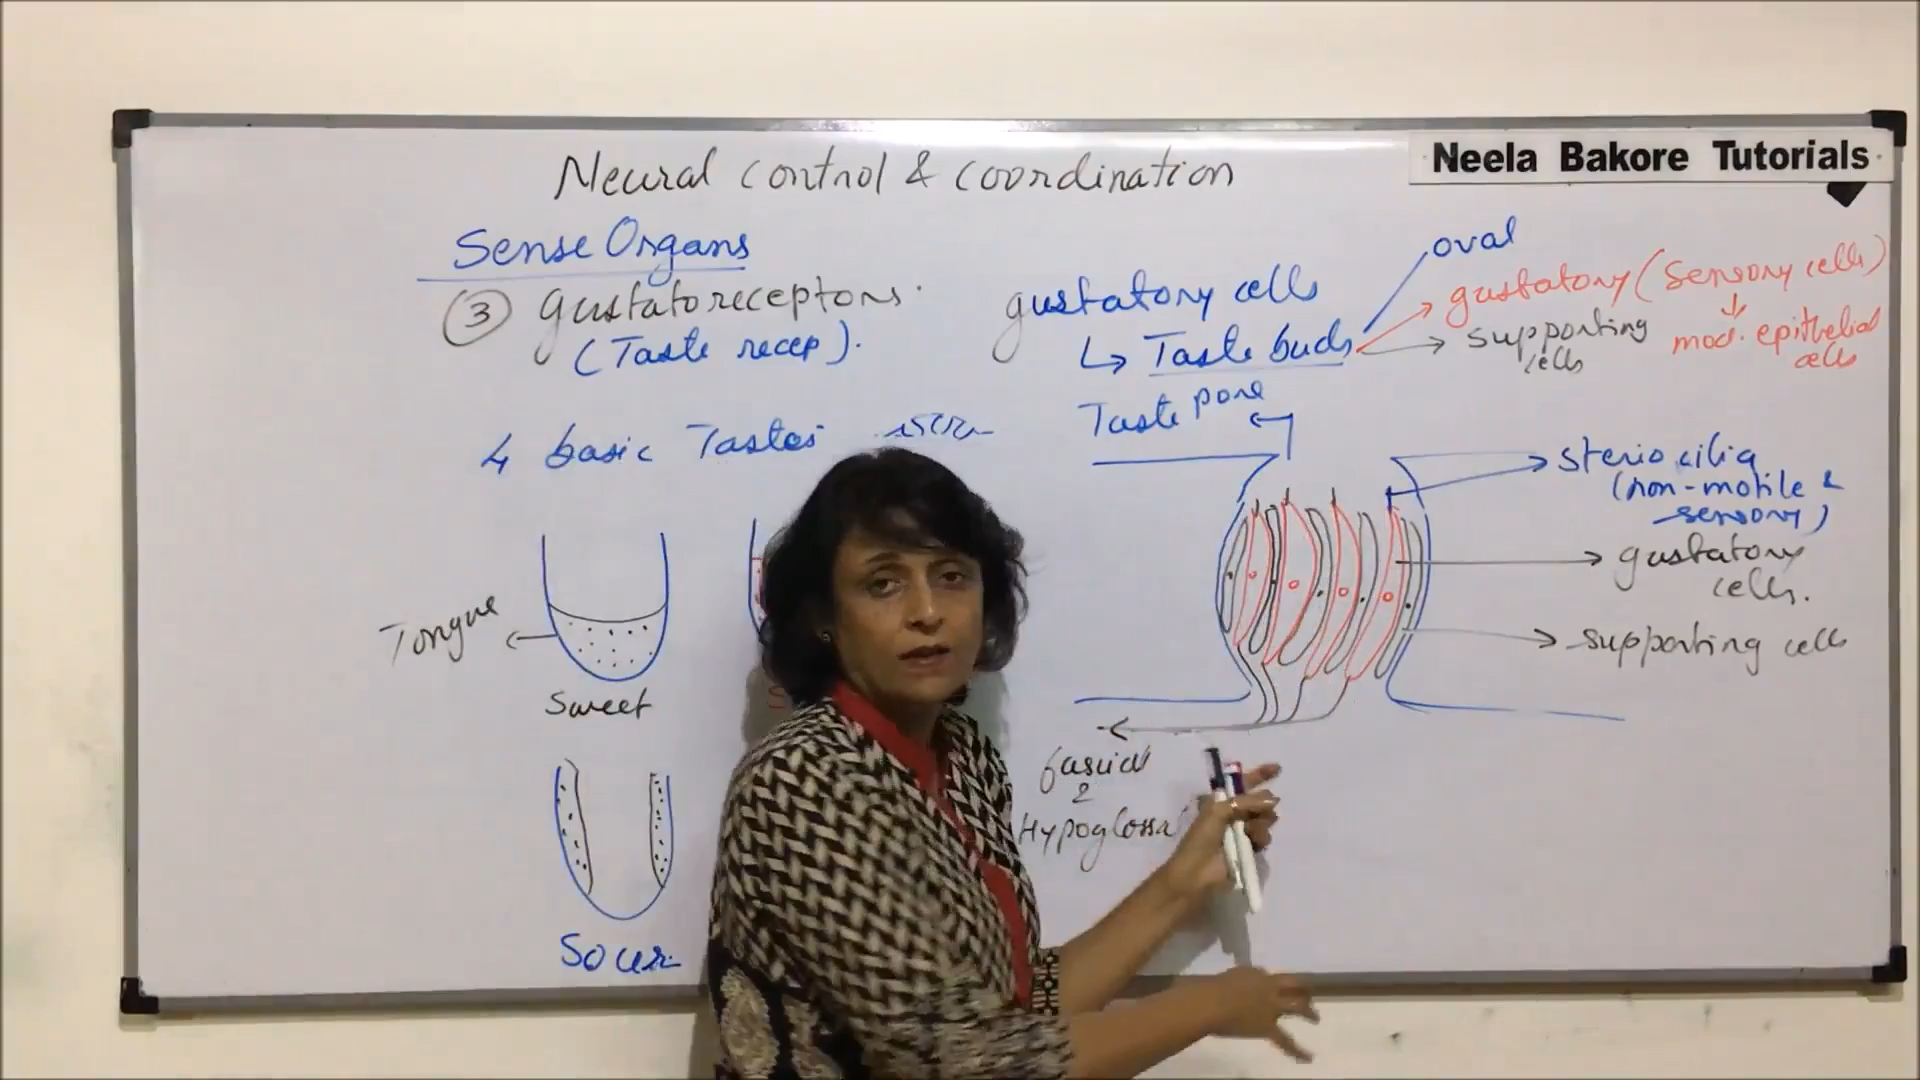 Neural control & coordination
Neela Bakore Tutorials
Sense Organs
③ gustatoreceptors.
(Taste recep).
4 basic Tastes
Tongue
Sweet
Sour
gustatory cells
↳ Taste buds
oval
gustatory (sensory cells)
mod. epithelial
cells
supporting
cells
Taste pore
sterio cilia
(non-motile &
sensory)
gustatory
cells.
supporting cells
facial
&
Hypoglossal